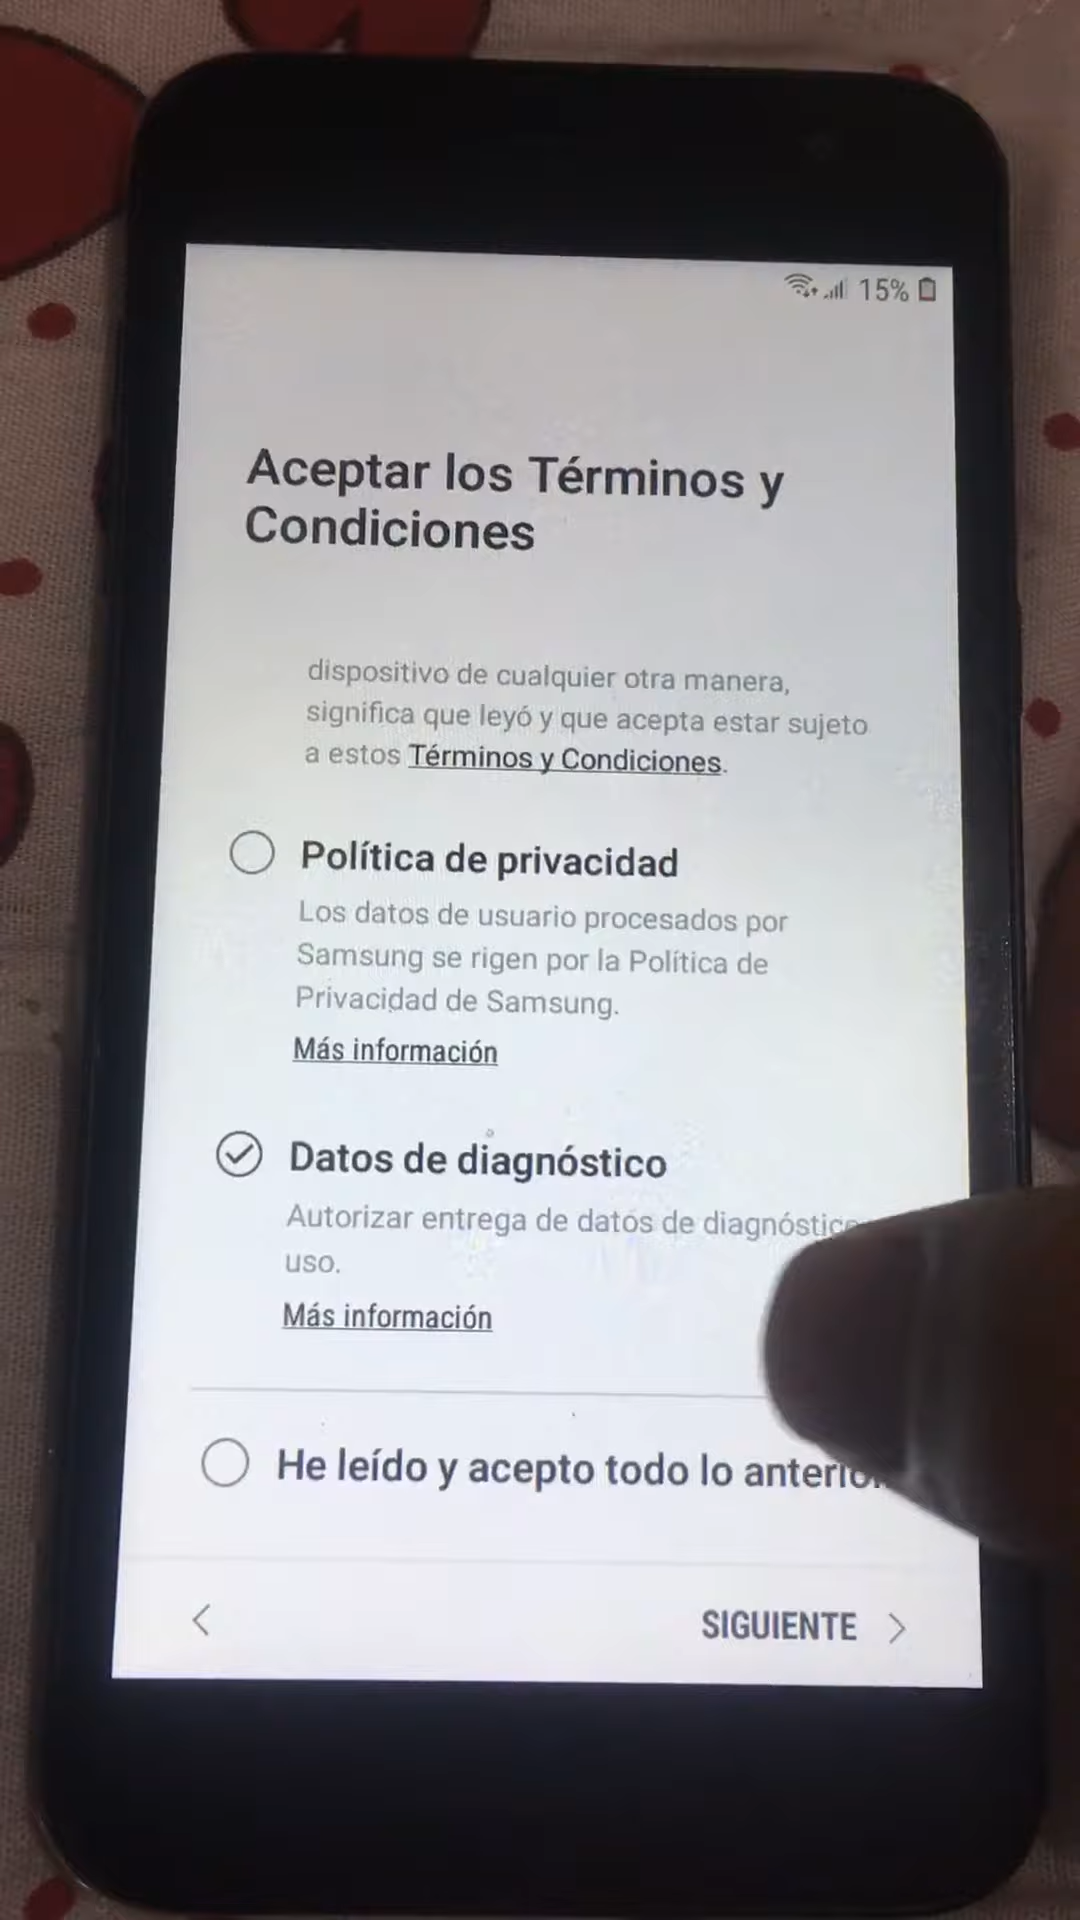 15%
Aceptar los Términos y
Condiciones
dispositivo de cualquier otra manera,
significa que leyó y que acepta estar sujeto
a estos Términos y Condiciones.
Política de privacidad
Los datos de usuario procesados por
Samsung se rigen por la Política de
Privacidad de Samsung.
Más información
Datos de diagnóstico
Autorizar entrega de datos de
uso.
Más información
He leído y acepto todo lo
SIGUIENTE